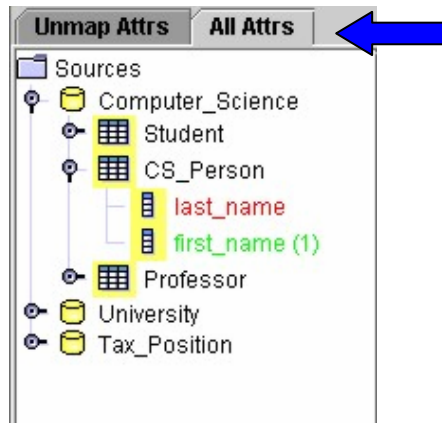 Unmap Attrs All Attrs
Sources
Computer_Science
Student
CS_Person
last_name
first_name (1)
Professor
University
Tax_Position